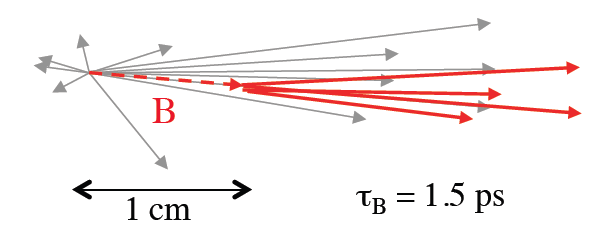 B
1 cm
τB = 1.5 ps